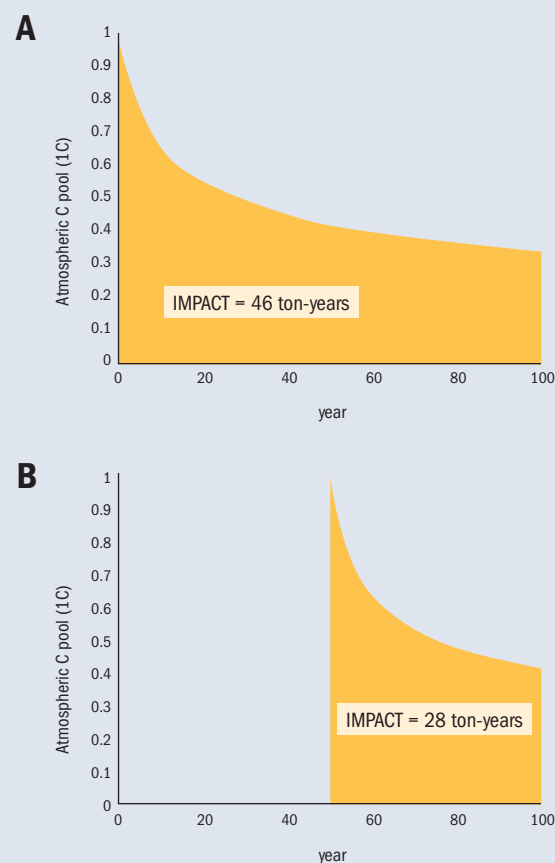 A
Atmospheric C pool (1C)
1
0.9
0.8
0.7
0.6
0.5
0.4
0.3
0.2
0.1
0
IMPACT = 46 ton-years
0 20 40 60 80 100
year
B
Atmospheric C pool (1C)
1
0.9
0.8
0.7
0.6
0.5
0.4
0.3
0.2
0.1
0
IMPACT = 28 ton-years
0 20 40 60 80 100
year